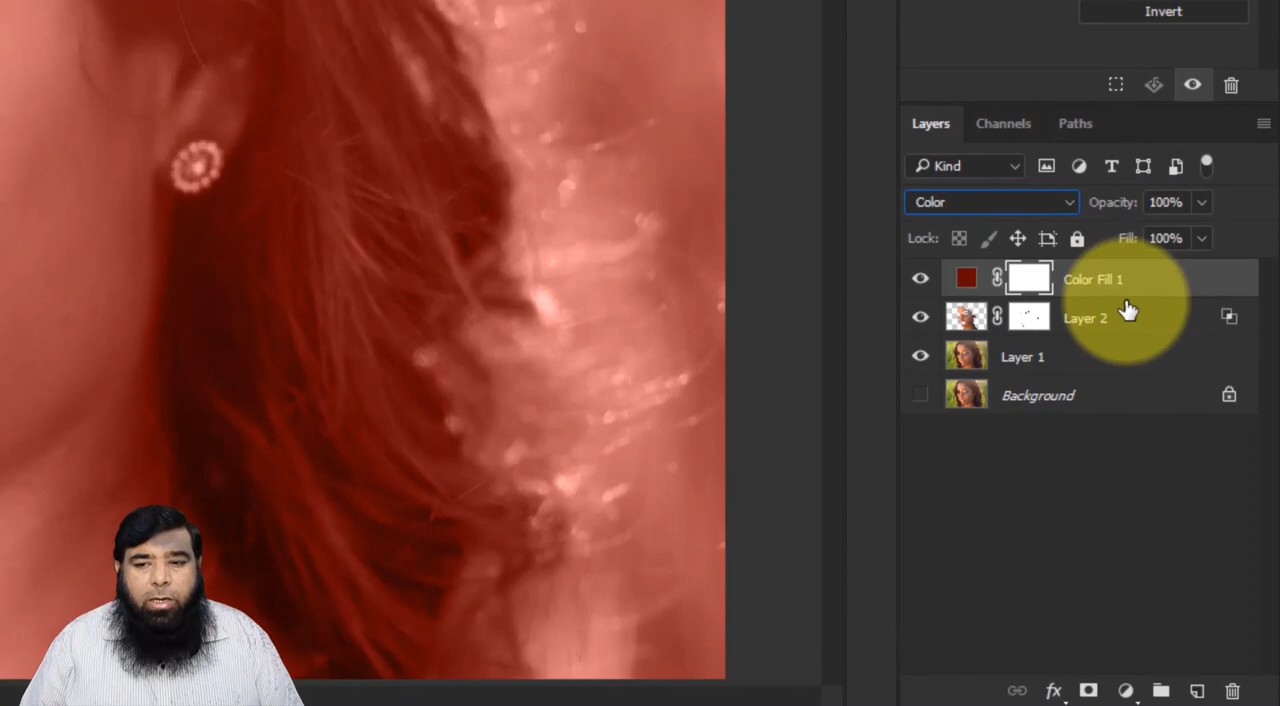 Invert
Layers Channels Paths
Kind
Color Opacity: 100%
Lock: Fill: 100%
Color Fill 1
Layer 2
Layer 1
Background
fx